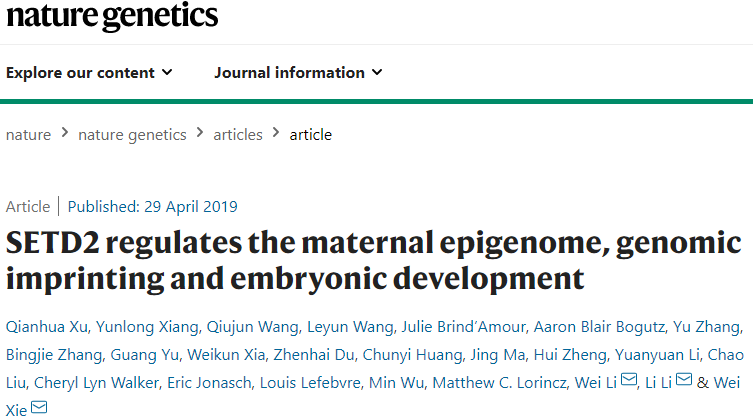 nature genetics
Explore our content
Journal information
nature > nature genetics > articles > article
Article | Published: 29 April 2019
SETD2 regulates the maternal epigenome, genomic
imprinting and embryonic development
Qianhua Xu, Yunlong Xiang, Qiujun Wang, Leyun Wang, Julie Brind’Amour, Aaron Blair Bogutz, Yu Zhang,
Bingjie Zhang, Guang Yu, Weikun Xia, Zhenhai Du, Chunyi Huang, Jing Ma, Hui Zheng, Yuanyuan Li, Chao
Liu, Cheryl Lyn Walker, Eric Jonasch, Louis Lefebvre, Min Wu, Matthew C. Lorincz, Wei Li, Li Li & Wei
Xie